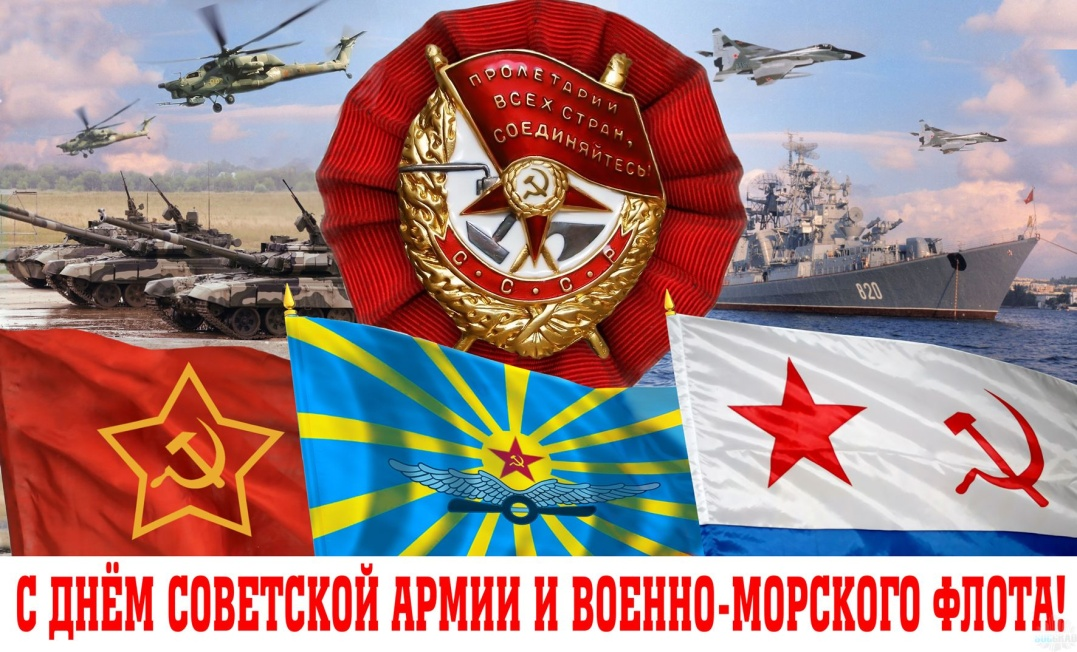 ПРОЛЕТАРИИ
ВСЕХ СТРАН,
СОЕДИНЯЙТЕСЬ!
С·С·С·Р
820
С ДНЁМ СОВЕТСКОЙ АРМИИ И ВОЕННО-МОРСКОГО ФЛОТА!